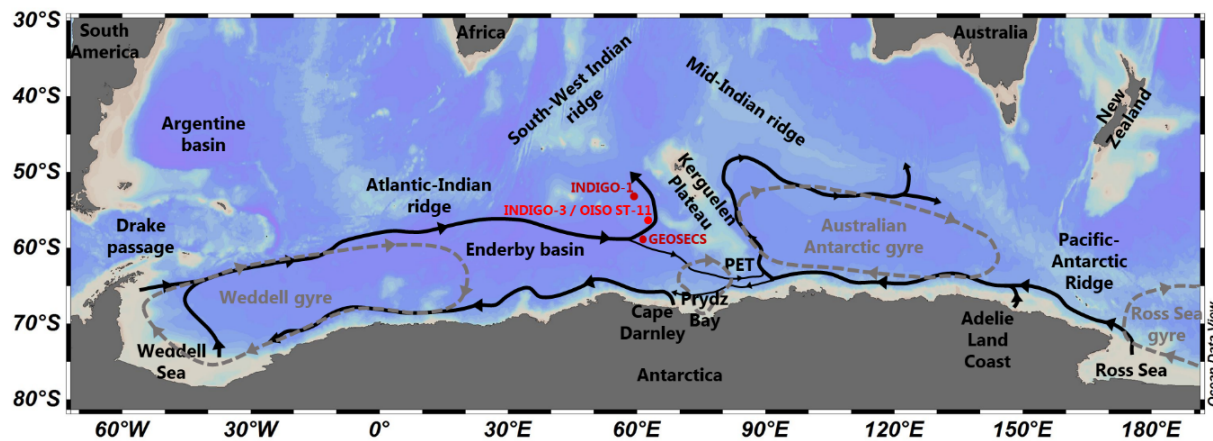 30°S
40°S
50°S
60°S
70°S
80°S
South
America
Africa
Australia
New
Zealand
South-West Indian
ridge
Mid-Indian ridge
Argentine
basin
Kerguelen
Plateau
Atlantic-Indian
ridge
INDIGO-1
INDIGO-3 / OISO ST-11
GEOSECS
Drake
passage
Enderby basin
Australian
Antarctic gyre
PET
Pacific-
Antarctic
Ridge
Weddell gyre
Prydz
Bay
Cape
Darnley
Adelie
Land
Coast
Ross Sea
gyre
Weddell
Sea
Antarctica
Ross Sea
Ocean Data View
60°W
30°W
0°
30°E
60°E
90°E
120°E
150°E
180°E